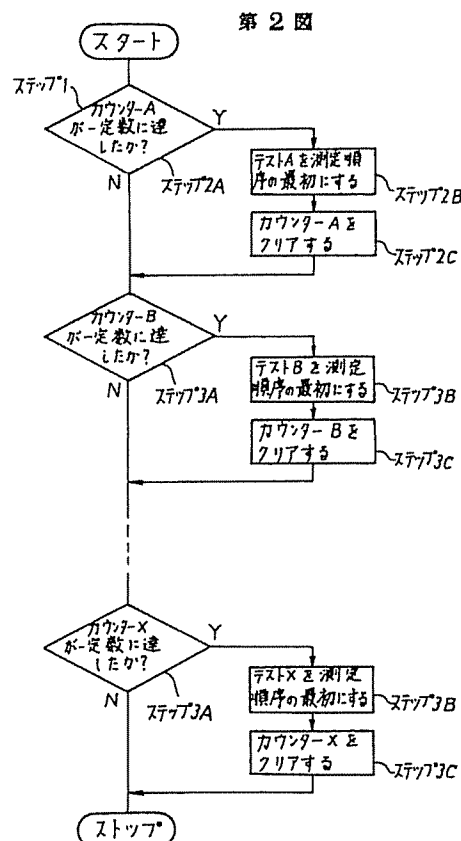 第2図
スタート
ステップ1
カウンターA
が一定数に達
したか?
Y
N
ステップ2A
テストAを測定順
序の最初にする
ステップ2B
カウンターAを
クリアする
ステップ2C
カウンターB
が一定数に達
したか?
Y
N
ステップ3A
テストBを測定
順序の最初にする
ステップ3B
カウンターBを
クリアする
ステップ3C
カウンターX
が一定数に達
したか?
Y
N
ステップ3A
テストXを測定
順序の最初にする
ステップ3B
カウンターXを
クリアする
ステップ3C
ストップ